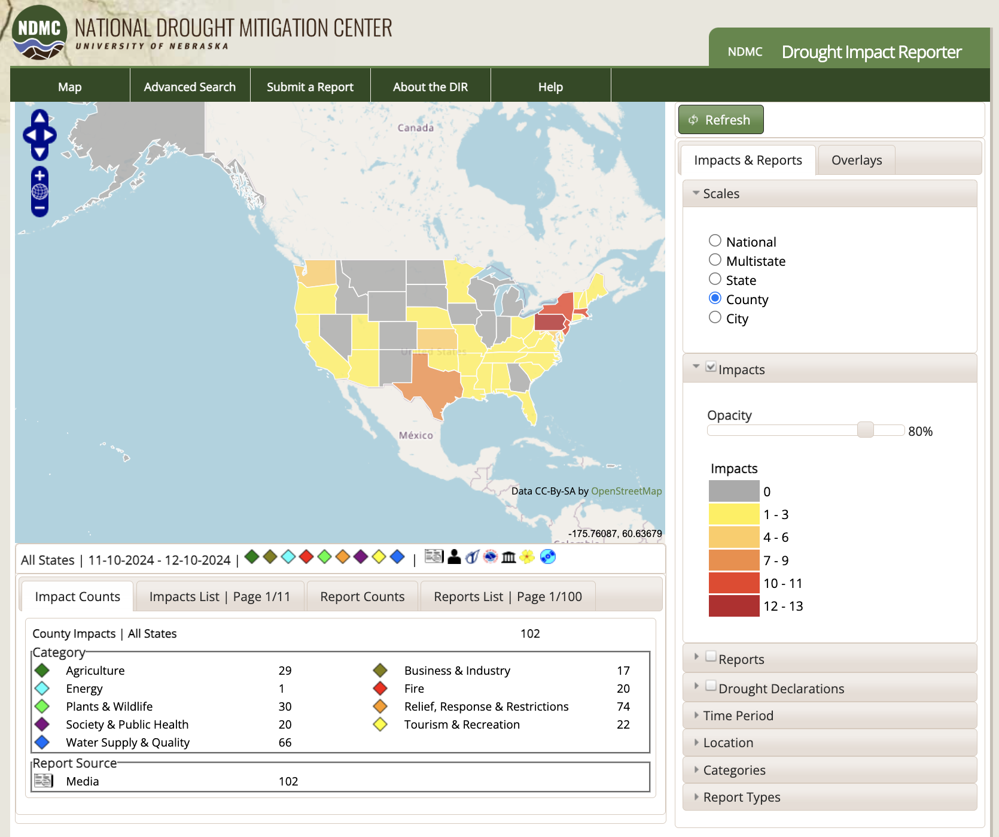 NDMC
NATIONAL DROUGHT MITIGATION CENTER
UNIVERSITY OF NEBRASKA
NDMC Drought Impact Reporter
Map Advanced Search Submit a Report About the DIR Help
Canada
United States
México
Data CC-By-SA by OpenStreetMap
-175.76087, 60.63679
Colombia
Refresh
Impacts & Reports Overlays
Scales
National
Multistate
State
County
City
Impacts
Opacity
80%
Impacts
0
1 - 3
4 - 6
7 - 9
10 - 11
12 - 13
Reports
Drought Declarations
Time Period
Location
Categories
Report Types
All States | 11-10-2024 - 12-10-2024 | |
Impact Counts Impacts List | Page 1/11 Report Counts Reports List | Page 1/100
County Impacts | All States 102
Category
Agriculture 29 Business & Industry 17
Energy 1 Fire 20
Plants & Wildlife 30 Relief, Response & Restrictions 74
Society & Public Health 20 Tourism & Recreation 22
Water Supply & Quality 66
Report Source
Media 102